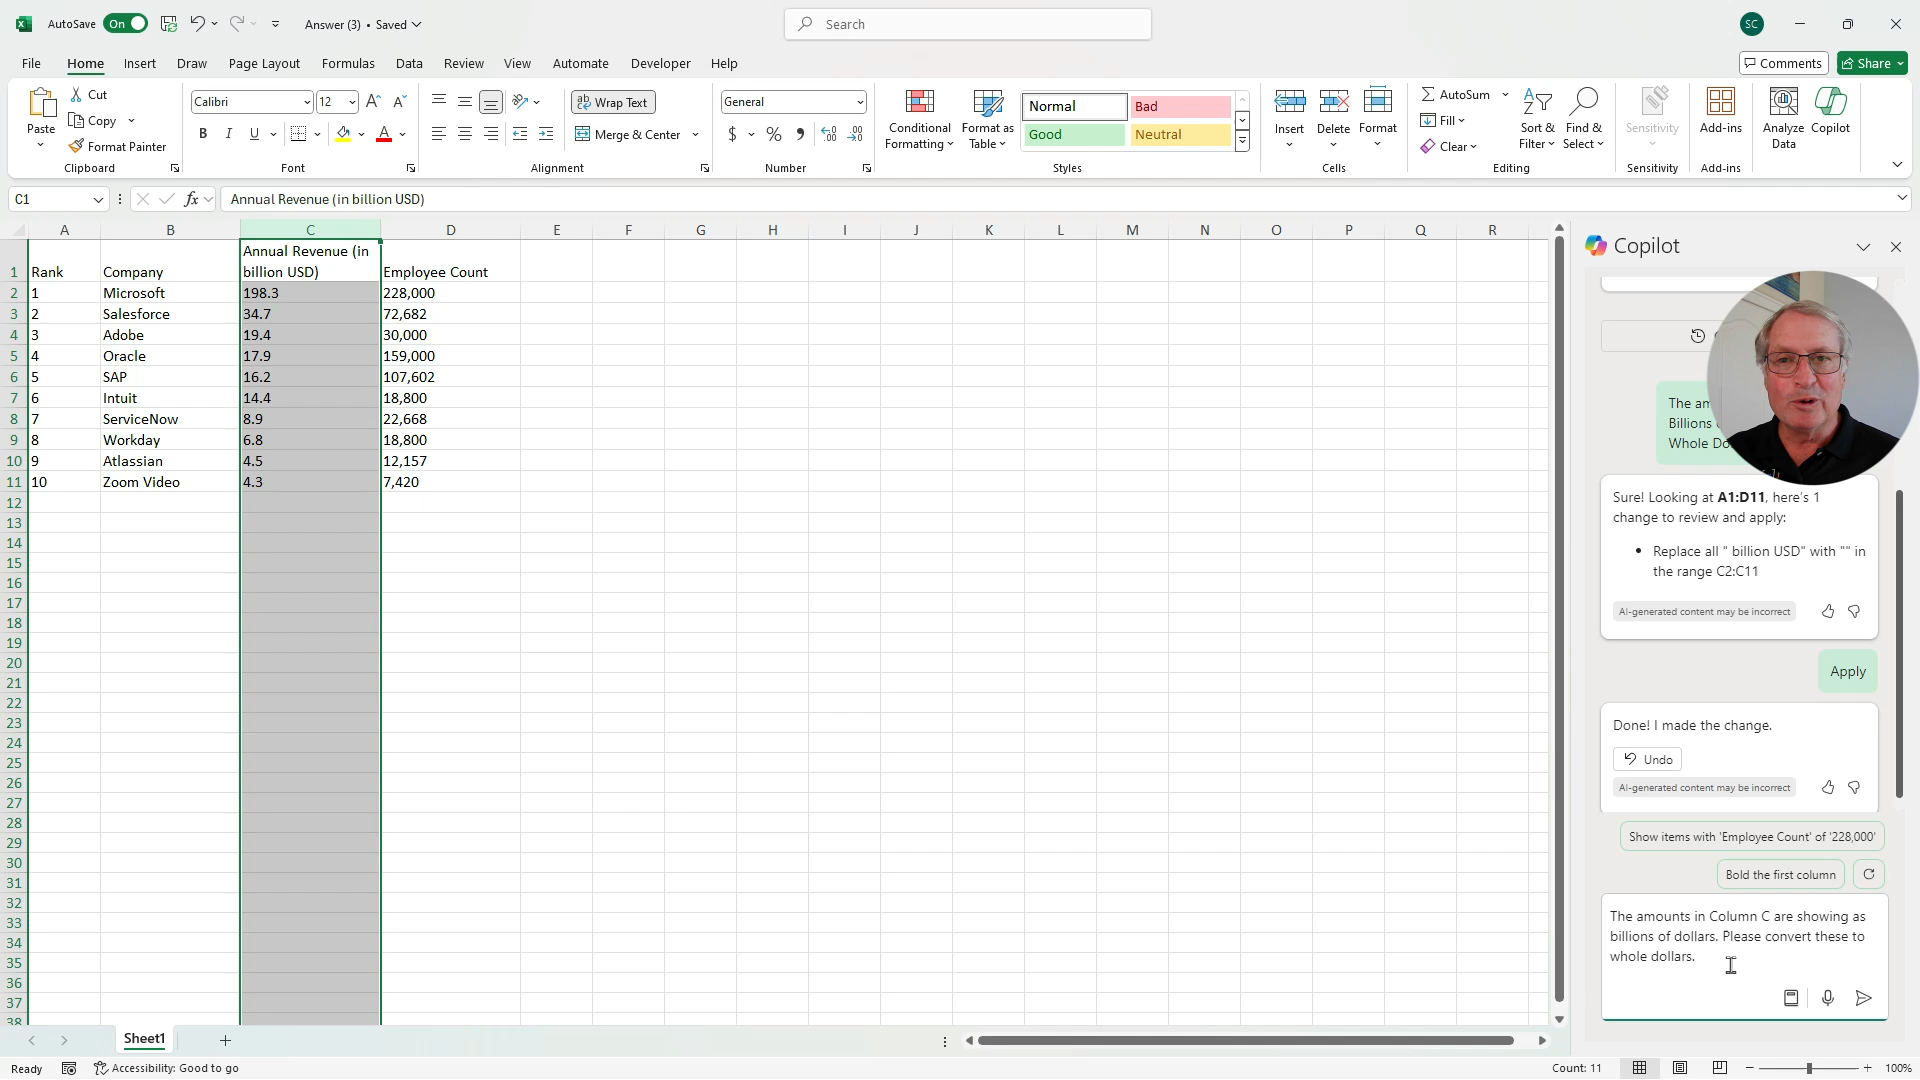 AutoSave On Answer (3) • Saved Search SC
File Home Insert Draw Page Layout Formulas Data Review View Automate Developer Help Comments Share
Paste
Cut
Copy
Format Painter
Clipboard
Calibri 12
B I U A
Font
Wrap Text
Merge & Center
Alignment
General
$ % ,
Number
Conditional Formatting
Format as Table
Normal Bad
Good Neutral
Styles
Insert Delete Format
Cells
AutoSum
Fill
Clear
Sort & Filter
Find & Select
Editing
Sensitivity
Sensitivity
Add-ins
Add-ins
Analyze Data
Copilot
C1 fx Annual Revenue (in billion USD)
A B C D E F G H I J K L M N O P Q R
1 Rank Company Annual Revenue (in billion USD) Employee Count
2 1 Microsoft 198.3 228,000
3 2 Salesforce 34.7 72,682
4 3 Adobe 19.4 30,000
5 4 Oracle 17.9 159,000
6 5 SAP 16.2 107,602
7 6 Intuit 14.4 18,800
8 7 ServiceNow 8.9 22,668
9 8 Workday 6.8 18,800
10 9 Atlassian 4.5 12,157
11 10 Zoom Video 4.3 7,420
12
13
14
15
16
17
18
19
20
21
22
23
24
25
26
27
28
29
30
31
32
33
34
35
36
37
38
Copilot
The am
Billions
Whole Do
Sure! Looking at A1:D11, here's 1
change to review and apply:
• Replace all " billion USD" with "" in
the range C2:C11
AI-generated content may be incorrect
Apply
Done! I made the change.
Undo
AI-generated content may be incorrect
Show items with 'Employee Count' of '228,000'
Bold the first column
The amounts in Column C are showing as
billions of dollars. Please convert these to
whole dollars.
Sheet1
Ready Accessibility: Good to go Count: 11 100%